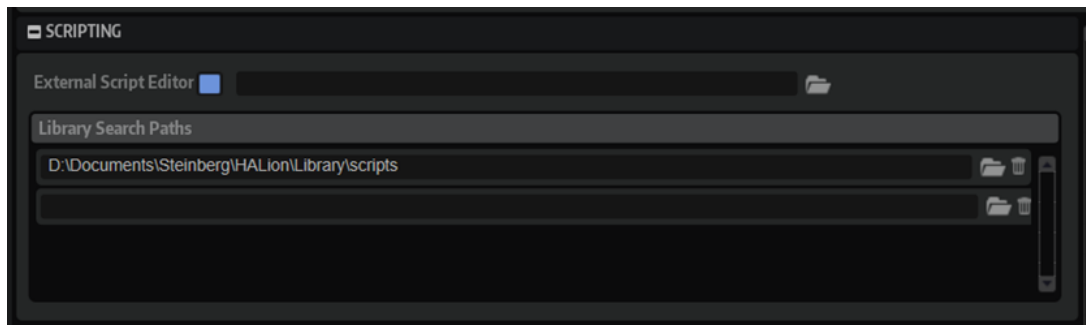 SCRIPTING
External Script Editor
Library Search Paths
D:\Documents\Steinberg\HALion\Library\scripts